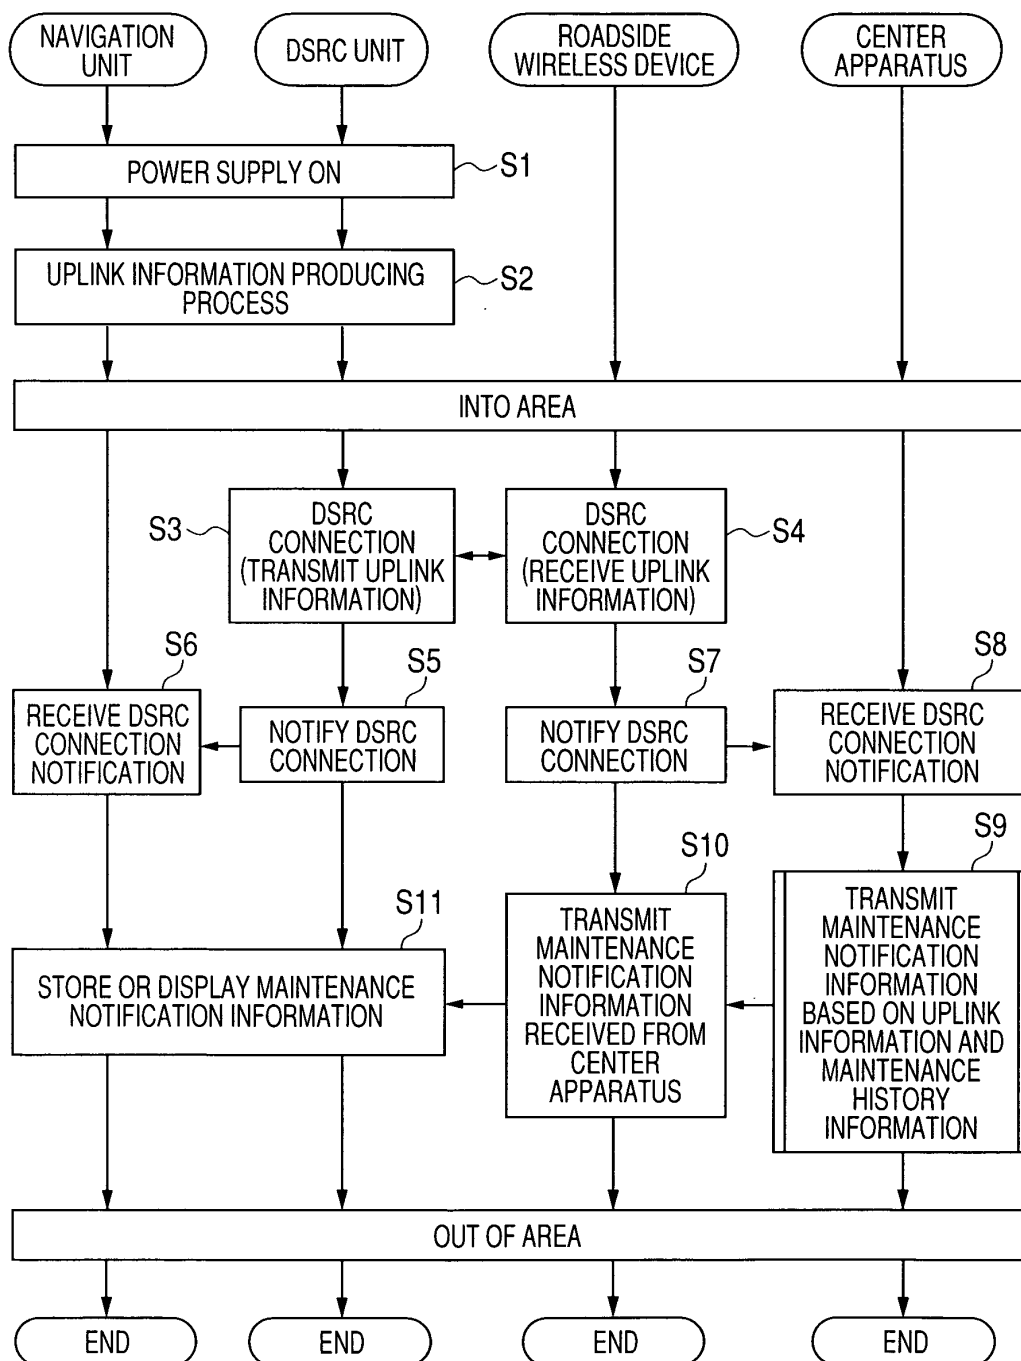 NAVIGATION
UNIT
DSRC UNIT
ROADSIDE
WIRELESS DEVICE
CENTER
APPARATUS
POWER SUPPLY ON
S1
UPLINK INFORMATION PRODUCING
PROCESS
S2
INTO AREA
S3
DSRC
CONNECTION
(TRANSMIT UPLINK
INFORMATION)
DSRC
CONNECTION
(RECEIVE UPLINK
INFORMATION)
S4
S6
RECEIVE DSRC
CONNECTION
NOTIFICATION
S5
NOTIFY DSRC
CONNECTION
S7
NOTIFY DSRC
CONNECTION
S8
RECEIVE DSRC
CONNECTION
NOTIFICATION
S11
STORE OR DISPLAY MAINTENANCE
NOTIFICATION INFORMATION
S10
TRANSMIT
MAINTENANCE
NOTIFICATION
INFORMATION
RECEIVED FROM
CENTER
APPARATUS
S9
TRANSMIT
MAINTENANCE
NOTIFICATION
INFORMATION
BASED ON UPLINK
INFORMATION AND
MAINTENANCE
HISTORY
INFORMATION
OUT OF AREA
END
END
END
END